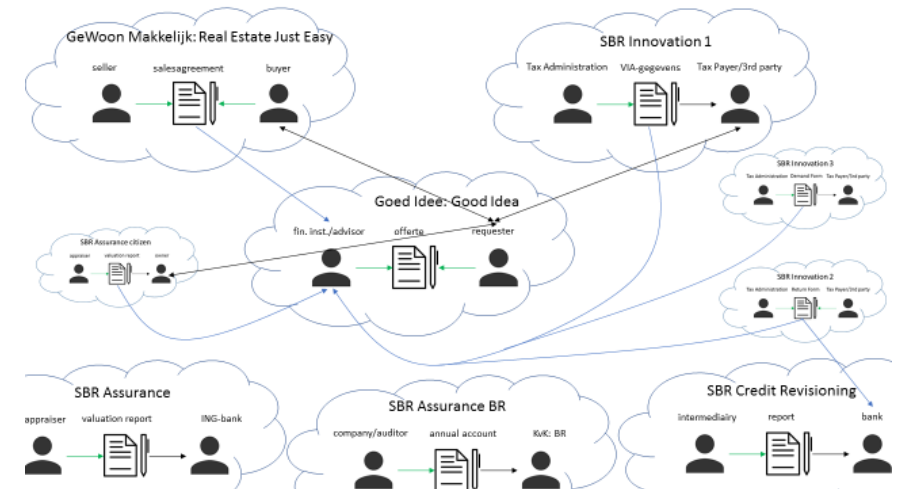 GeWoon Makkelijk: Real Estate Just Easy
seller salesagreement buyer
SBR Innovation 1
Tax Administration VIA-gegevens Tax Payer/3rd party
SBR Innovation 3
Tax Administration Demand Form Tax Payer/3rd party
Goed Idee: Good Idea
fin. inst./advisor offerte requester
SBR Assurance citizen
appraiser valuation report owner
SBR Innovation 2
Tax Administration Return Form Tax Payer/3rd party
SBR Assurance
appraiser valuation report ING-bank
SBR Assurance BR
company/auditor annual account KvK: BR
SBR Credit Revisioning
intermediairy report bank